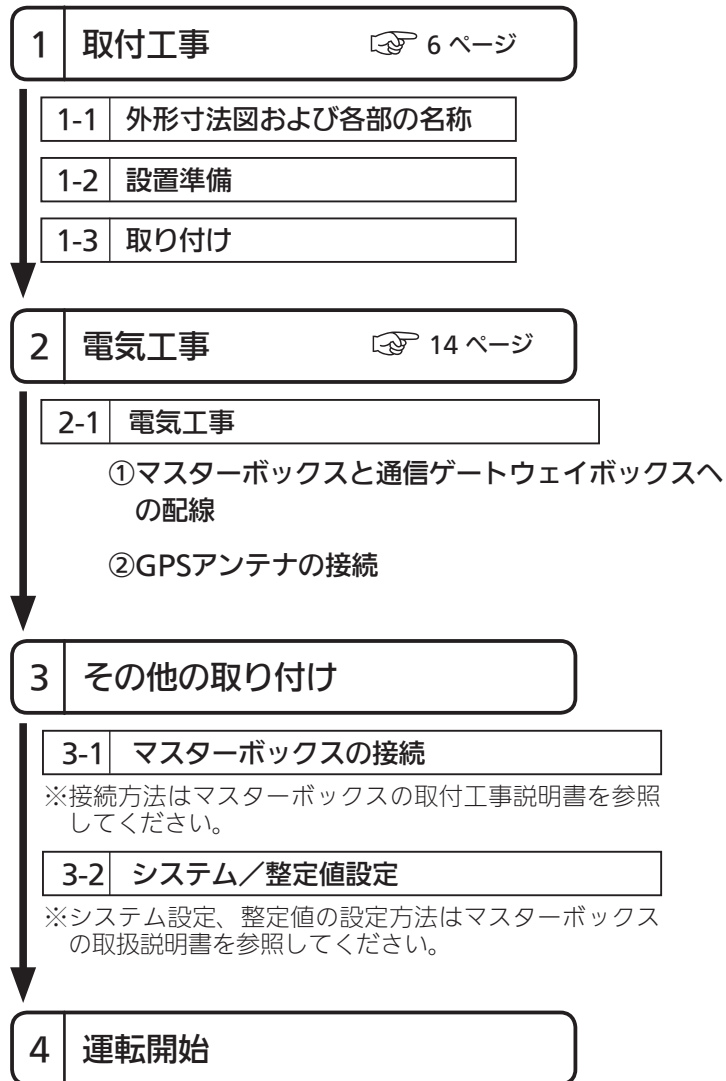 1 取付工事 ☞ 6 ページ
1-1 外形寸法図および各部の名称
1-2 設置準備
1-3 取り付け
2 電気工事 ☞ 14 ページ
2-1 電気工事
①マスターボックスと通信ゲートウェイボックスへ
の配線
②GPSアンテナの接続
3 その他の取り付け
3-1 マスターボックスの接続
※接続方法はマスターボックスの取付工事説明書を参照
してください。
3-2 システム／整定値設定
※システム設定、整定値の設定方法はマスターボックス
の取扱説明書を参照してください。
4 運転開始